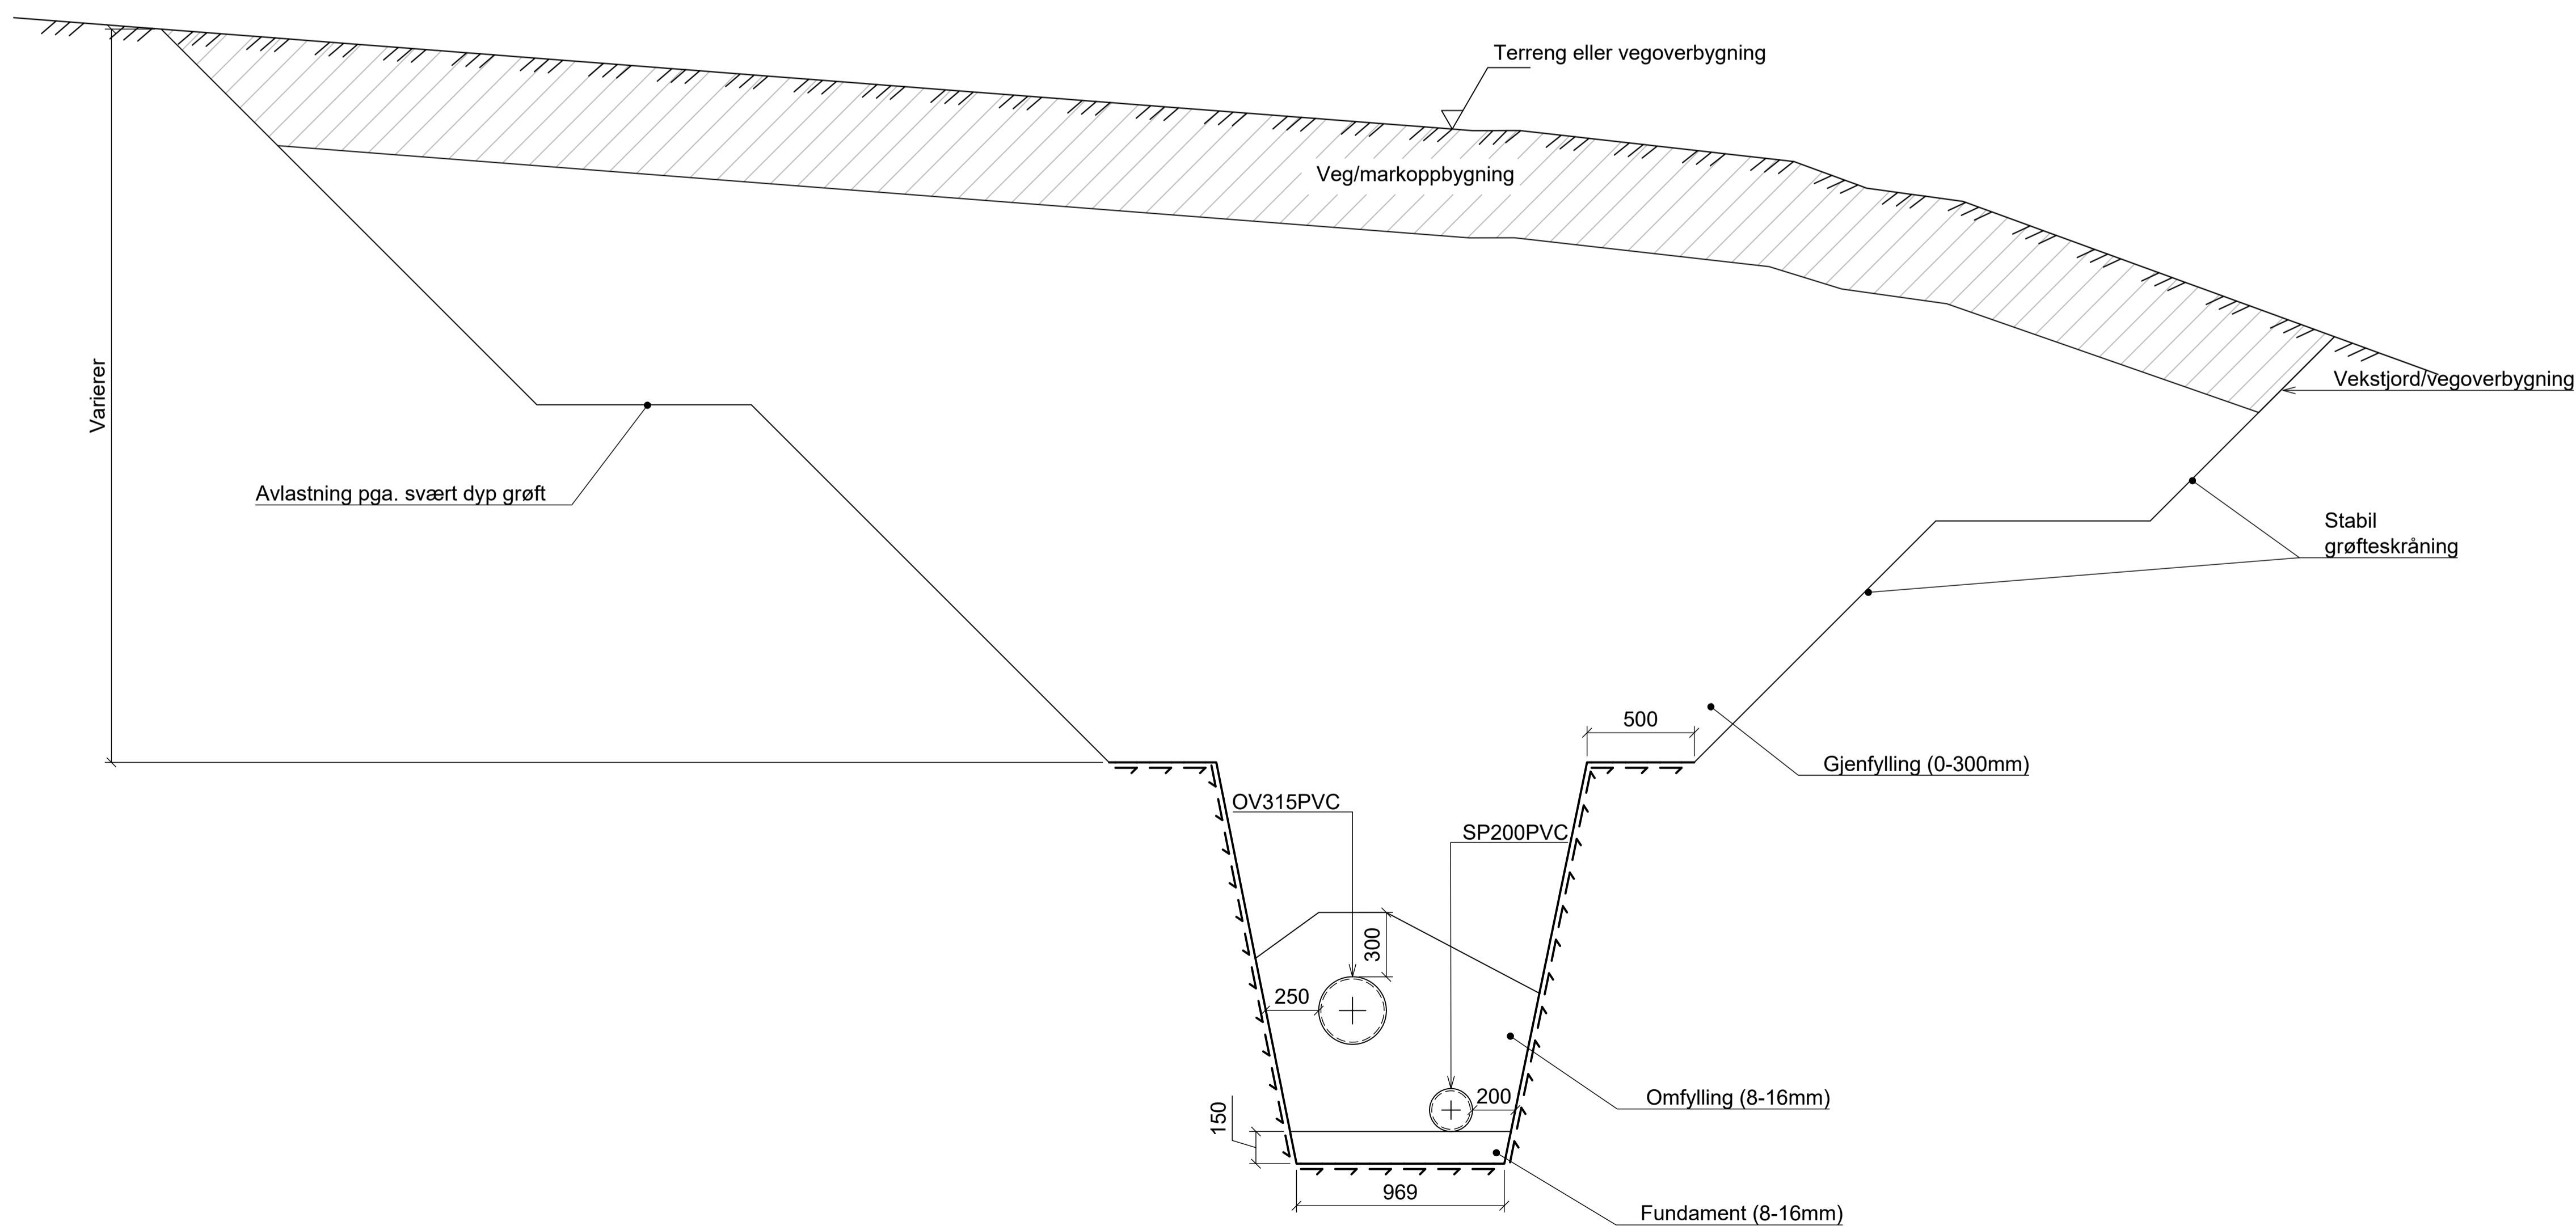 Terreng eller vegoverbygning
Veg/markoppbygning
Vekstjord/vegoverbygning
Varierer
Avlastning pga. svært dyp grøft
Stabil
grøfteskråning
500
Gjenfylling (0-300mm)
OV315PVC
SP200PVC
300
250
200
Omfylling (8-16mm)
150
969
Fundament (8-16mm)